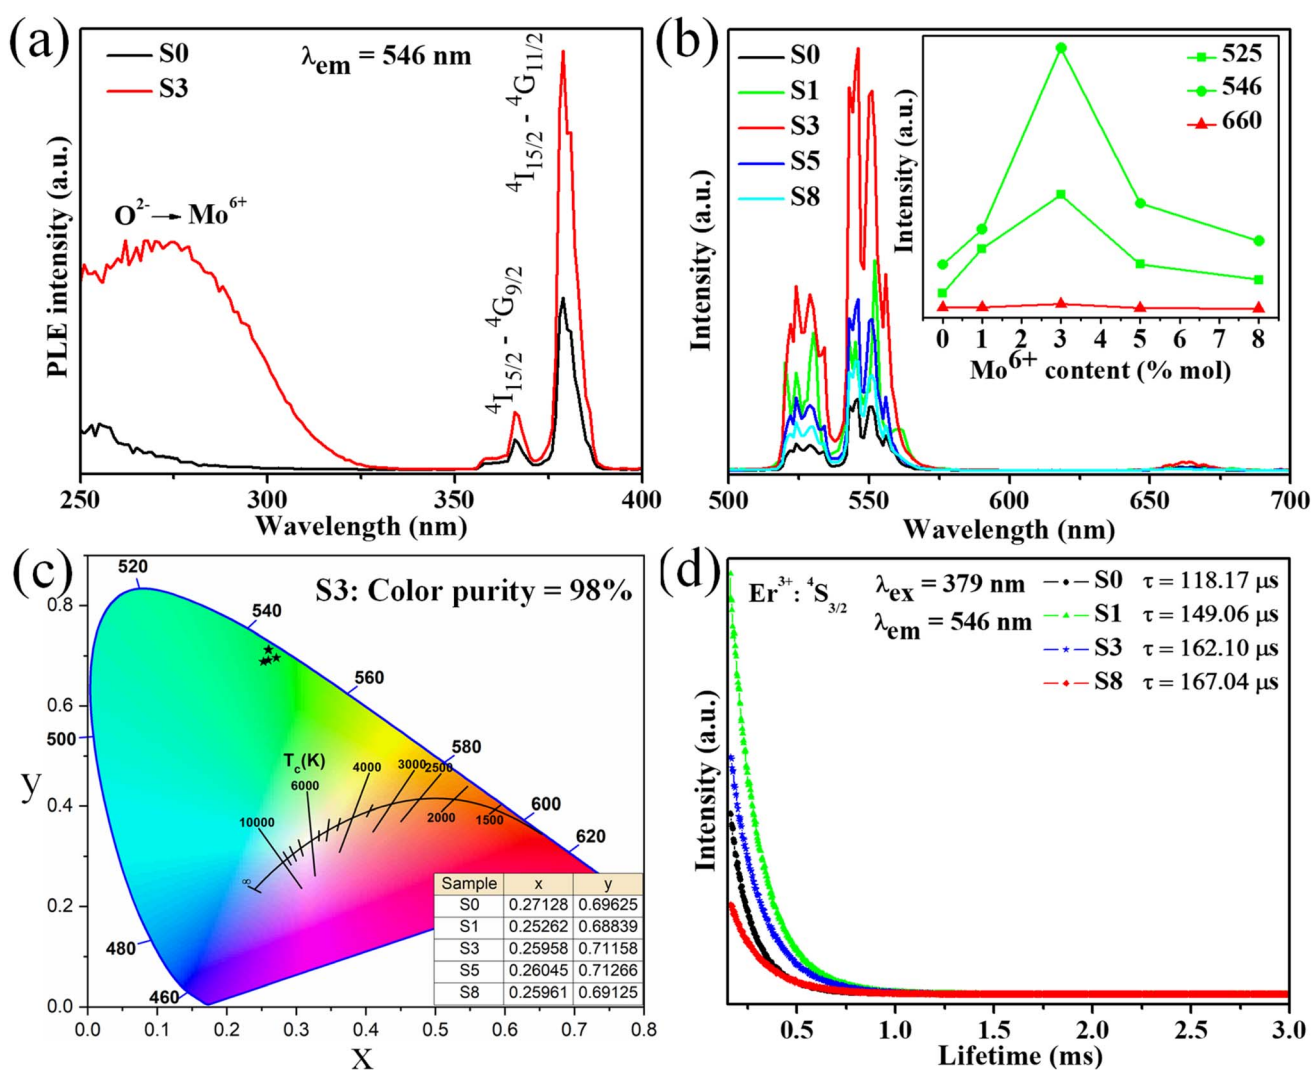 (a)
S0
S3
λem = 546 nm
O2- → Mo6+
4I15/2 - 4G9/2
4I15/2 - 4G11/2
PLE intensity (a.u.)
250 300 350 400
Wavelength (nm)
(b)
S0
S1
S3
S5
S8
525
546
660
Intensity (a.u.)
0 1 2 3 4 5 6 7 8
Mo6+ content (% mol)
Intensity (a.u.)
500 550 600 650 700
Wavelength (nm)
(c)
S3: Color purity = 98%
520
540
560
580
600
620
500
480
460
Tc(K)
∞
10000
6000
4000
3000
2500
2000
1500
y
0.8
0.6
0.4
0.2
0.0
0.0 0.1 0.2 0.3 0.4 0.5 0.6 0.7 0.8
X
Sample x y
S0 0.27128 0.69625
S1 0.25262 0.68839
S3 0.25958 0.71158
S5 0.26045 0.71266
S8 0.25961 0.69125
(d)
Er3+: 4S3/2
λex = 379 nm
λem = 546 nm
S0 τ = 118.17 μs
S1 τ = 149.06 μs
S3 τ = 162.10 μs
S8 τ = 167.04 μs
Intensity (a.u.)
0.5 1.0 1.5 2.0 2.5 3.0
Lifetime (ms)